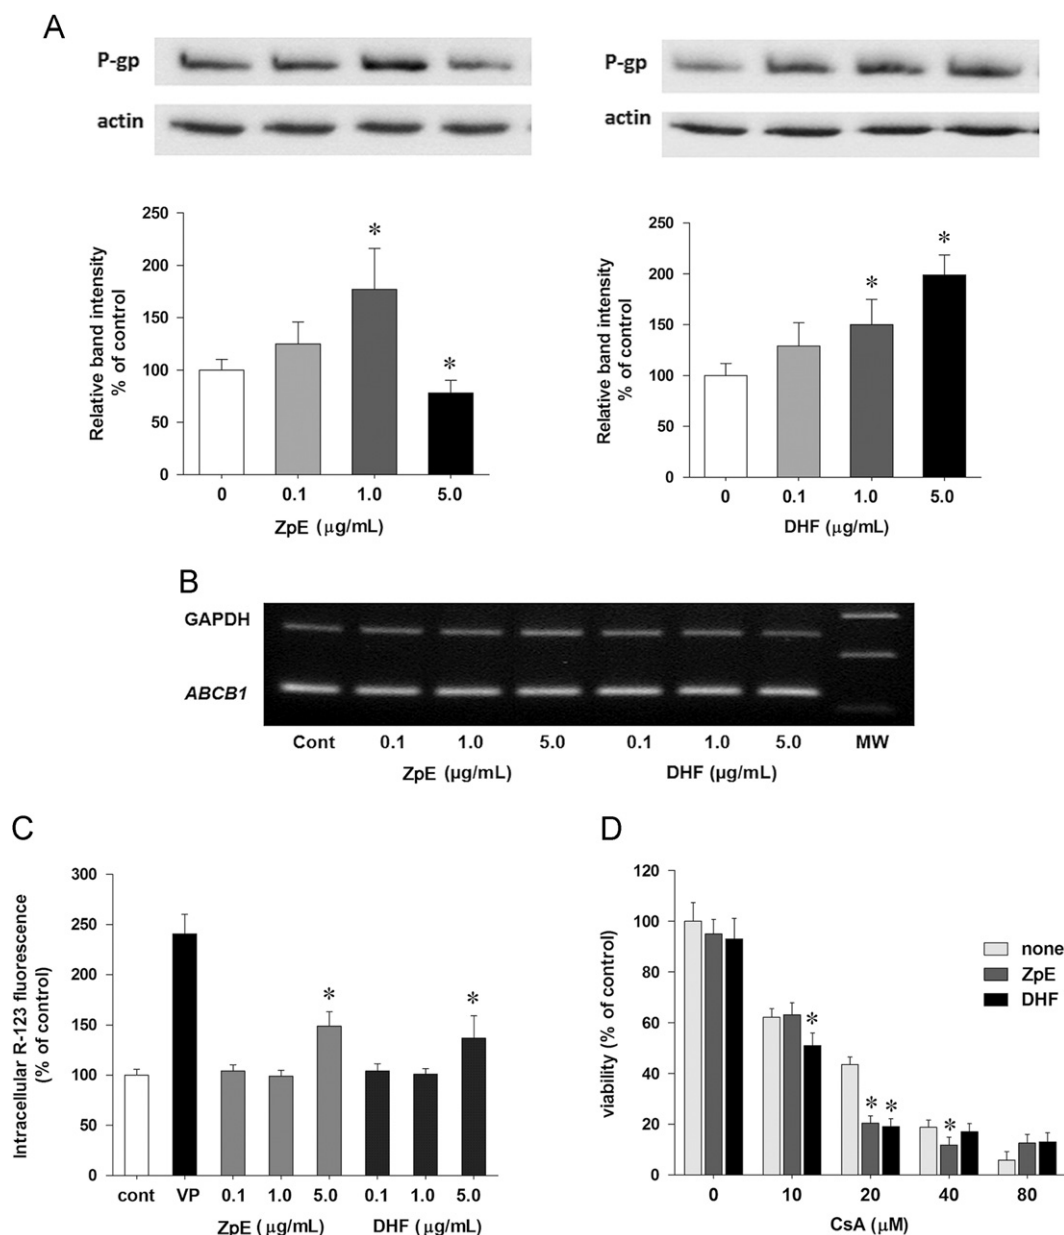 A
P-gp
actin
P-gp
actin
Relative band intensity
% of control
250
200
150
100
50
0
*
*
0 0.1 1.0 5.0
ZpE (μg/mL)
Relative band intensity
% of control
250
200
150
100
50
0
*
*
0 0.1 1.0 5.0
DHF (μg/mL)
B
GAPDH
ABCB1
Cont 0.1 1.0 5.0 0.1 1.0 5.0 MW
ZpE (μg/mL) DHF (μg/mL)
C
Intracellular R-123 fluorescence
(% of control)
300
250
200
150
100
50
0
*
*
cont VP 0.1 1.0 5.0 0.1 1.0 5.0
ZpE (μg/mL) DHF (μg/mL)
D
viability (% of control)
120
100
80
60
40
20
0
*
* *
*
none
ZpE
DHF
0 10 20 40 80
CsA (μM)